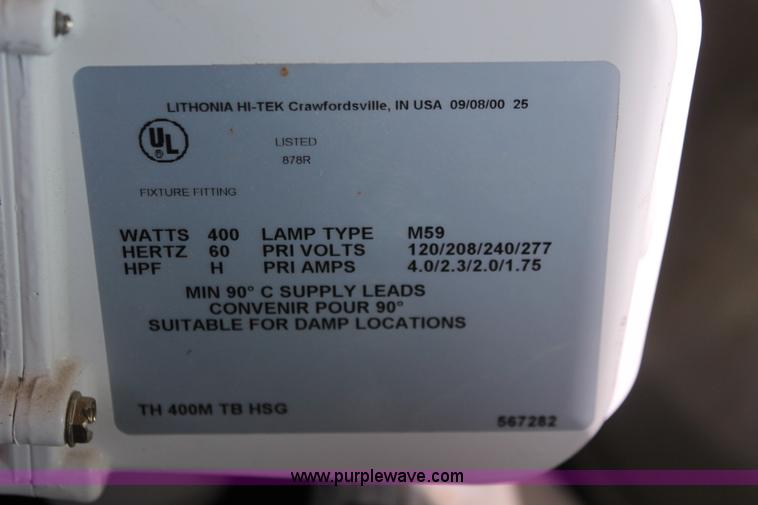 LITHONIA HI-TEK Crawfordsville, IN USA 09/08/00 25
UL
®
LISTED
878R
FIXTURE FITTING
WATTS 400 LAMP TYPE M59
HERTZ 60 PRI VOLTS 120/208/240/277
HPF H PRI AMPS 4.0/2.3/2.0/1.75
MIN 90° C SUPPLY LEADS
CONVENIR POUR 90°
SUITABLE FOR DAMP LOCATIONS
TH 400M TB HSG
567282
www.purplewave.com